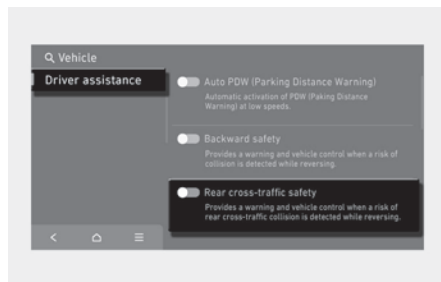 Vehicle
Driver assistance
Auto PDW (Parking Distance Warning)
Automatic activation of PDW (Paking Distance
Warning) at low speeds.
Backward safety
Provides a warning and vehicle control when a risk of
collision is detected while reversing.
Rear cross-traffic safety
Provides a warning and vehicle control when a risk of
rear cross-traffic collision is detected while reversing.